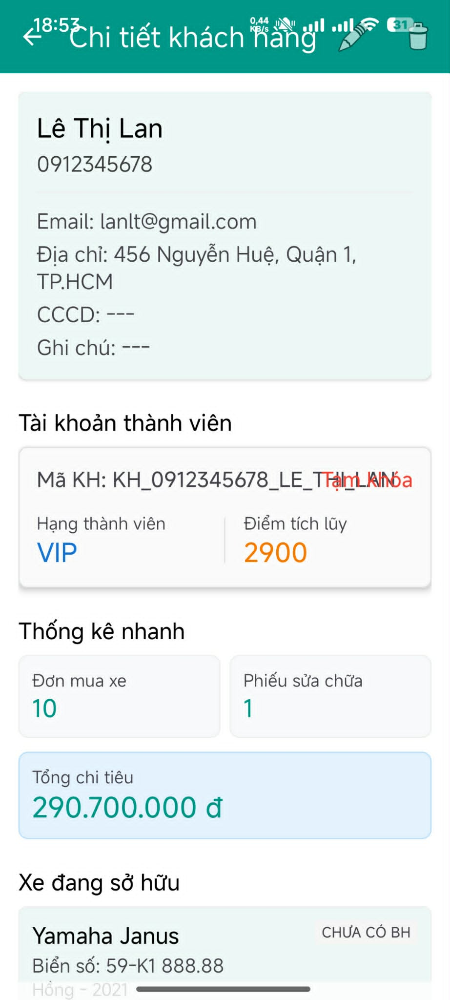 18:53
0,44
KB/s
31
Chi tiết khách hàng
Lê Thị Lan
0912345678
Email: lanlt@gmail.com
Địa chỉ: 456 Nguyễn Huệ, Quận 1,
TP.HCM
CCCD: ---
Ghi chú: ---
Tài khoản thành viên
Mã KH: KH_0912345678_LE_THI_LAN
Tạm khóa
Hạng thành viên
VIP
Điểm tích lũy
2900
Thống kê nhanh
Đơn mua xe
10
Phiếu sửa chữa
1
Tổng chi tiêu
290.700.000 đ
Xe đang sở hữu
Yamaha Janus
CHƯA CÓ BH
Biển số: 59-K1 888.88
Hồng - 2021